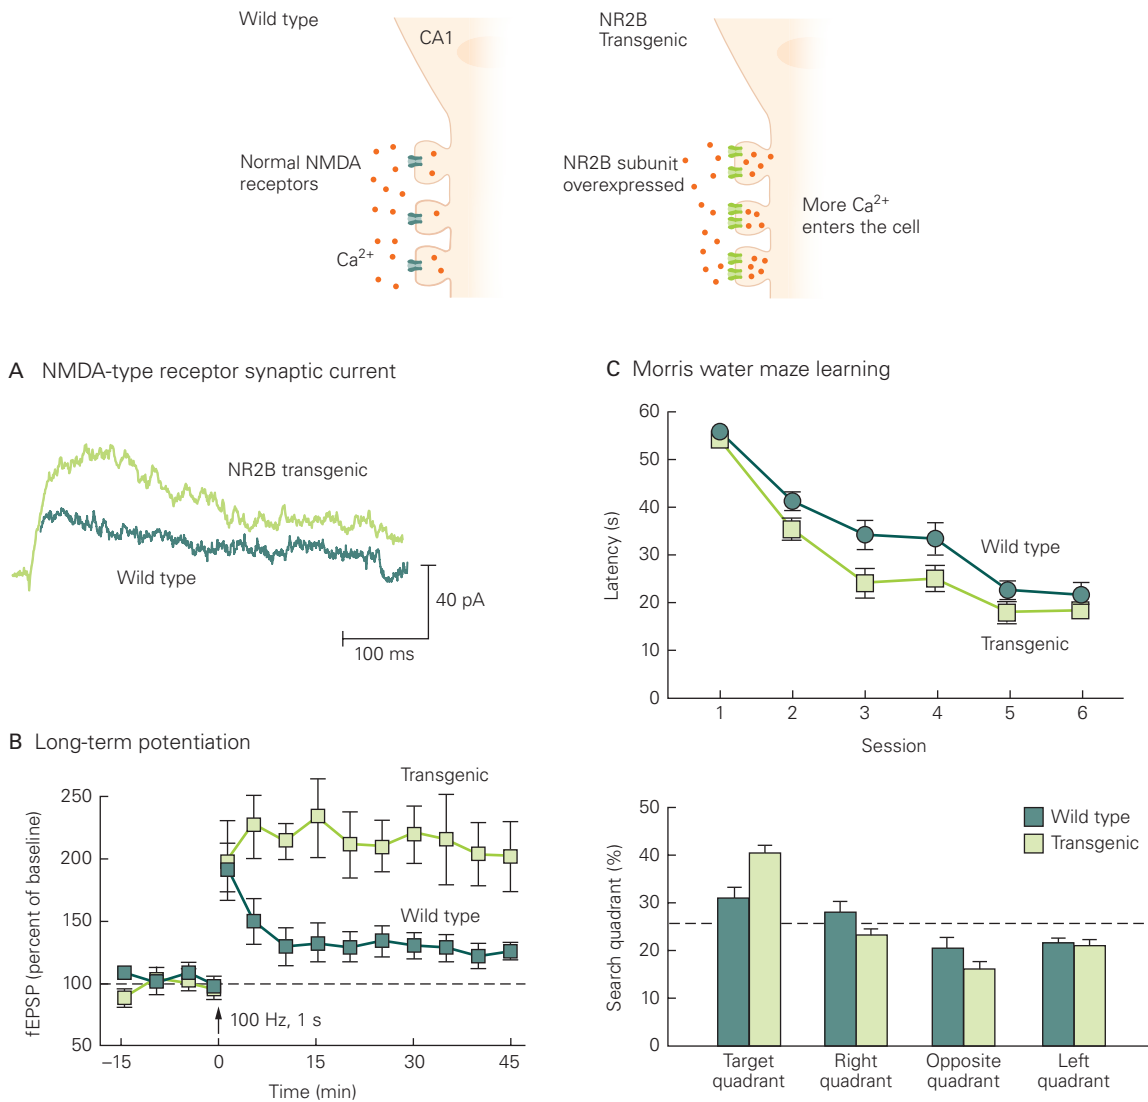 Wild type
CA1
Normal NMDA
receptors
Ca²⁺
NR2B
Transgenic
NR2B subunit
overexpressed
More Ca²⁺
enters the cell
A NMDA-type receptor synaptic current
NR2B transgenic
Wild type
40 pA
100 ms
B Long-term potentiation
fEPSP (percent of baseline)
250
200
150
100
50
Transgenic
Wild type
100 Hz, 1 s
–15 0 15 30 45
Time (min)
C Morris water maze learning
Latency (s)
60
50
40
30
20
10
0
Wild type
Transgenic
1 2 3 4 5 6
Session
Search quadrant (%)
50
40
30
20
10
0
Wild type
Transgenic
Target Right Opposite Left
quadrant quadrant quadrant quadrant